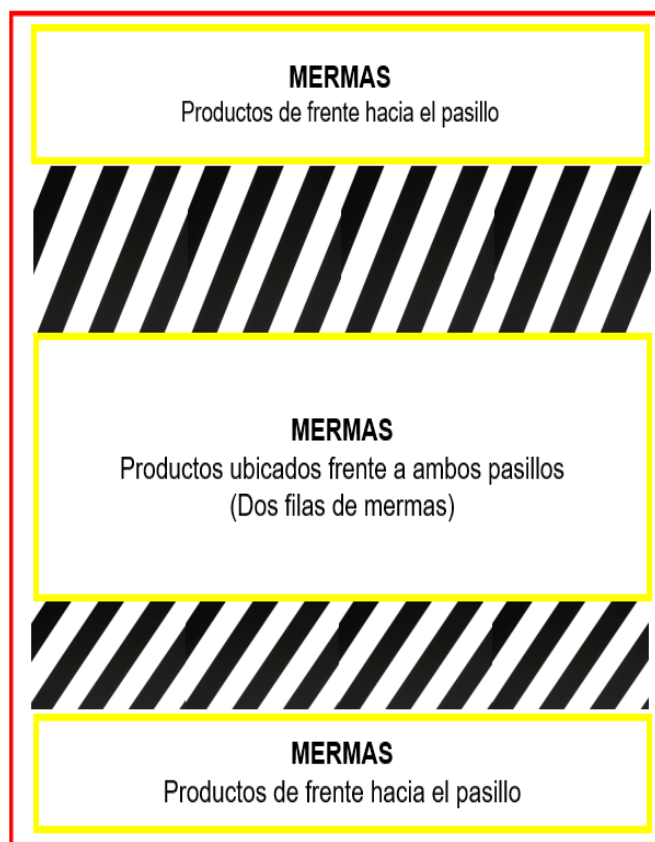 MERMAS
Productos de frente hacia el pasillo
MERMAS
Productos ubicados frente a ambos pasillos
(Dos filas de mermas)
MERMAS
Productos de frente hacia el pasillo